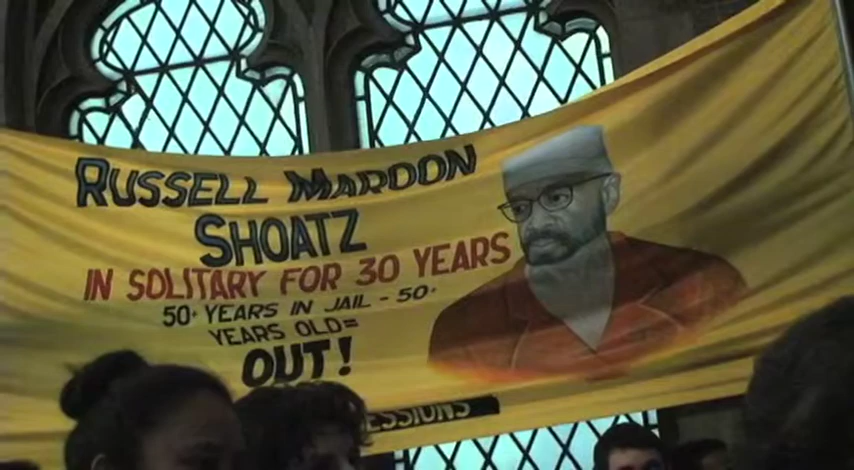 RUSSELL MAROON
SHOATZ
IN SOLITARY FOR 30 YEARS
50+ YEARS IN JAIL - 50+
YEARS OLD=
OUT!